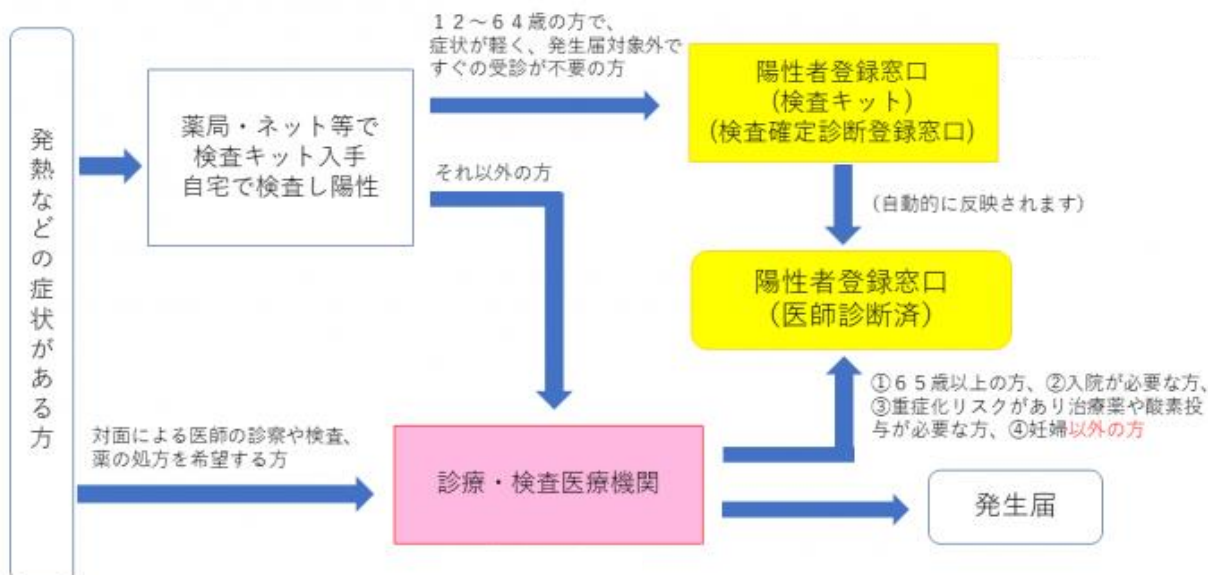 発熱などの症状がある方
薬局・ネット等で
検査キット入手
自宅で検査し陽性
１２～６４歳の方で、
症状が軽く、発生届対象外で
すぐの受診が不要の方
陽性者登録窓口
(検査キット)
(検査確定診断登録窓口)
それ以外の方
(自動的に反映されます)
陽性者登録窓口
(医師診断済)
対面による医師の診察や検査、
薬の処方を希望する方
診療・検査医療機関
①６５歳以上の方、②入院が必要な方、
③重症化リスクがあり治療薬や酸素投
与が必要な方、④妊婦以外の方
発生届